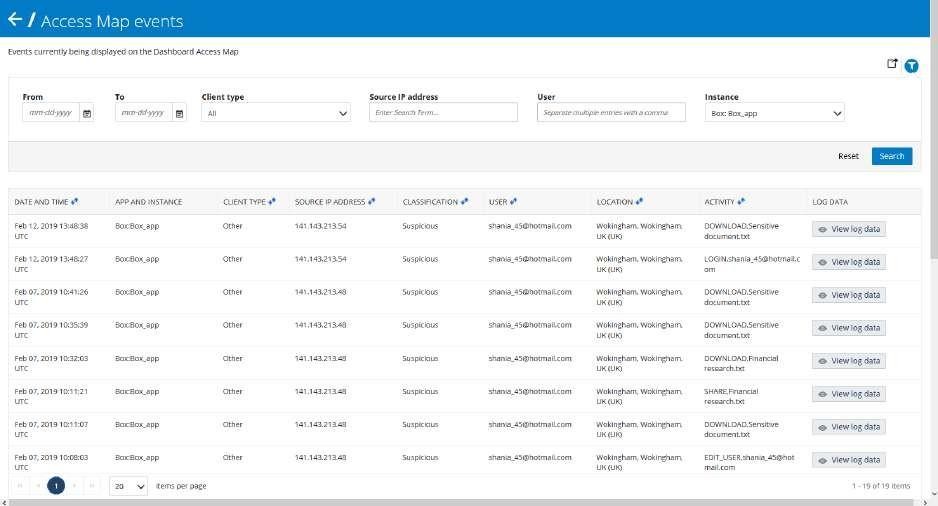 / Access Map events
Events currently being displayed on the Dashboard Access Map
From To Client type Source IP address User Instance
mm-dd-yyyy mm-dd-yyyy All Enter Search Term... Separate multiple entries with a comma Box: Box_app
Reset Search
DATE AND TIME APP AND INSTANCE CLIENT TYPE SOURCE IP ADDRESS CLASSIFICATION USER LOCATION ACTIVITY LOG DATA
Feb 12, 2019 13:48:38 Box:Box_app Other 141.143.213.54 Suspicious shania_45@hotmail.com Wokingham, Wokingham, DOWNLOAD,Sensitive View log data
UTC UK (UK) document.txt
Feb 12, 2019 13:48:27 Box:Box_app Other 141.143.213.54 Suspicious shania_45@hotmail.com Wokingham, Wokingham, LOGIN,shania_45@hotmail.c View log data
UTC UK (UK) om
Feb 07, 2019 10:41:26 Box:Box_app Other 141.143.213.48 Suspicious shania_45@hotmail.com Wokingham, Wokingham, DOWNLOAD,Sensitive View log data
UTC UK (UK) document.txt
Feb 07, 2019 10:35:39 Box:Box_app Other 141.143.213.48 Suspicious shania_45@hotmail.com Wokingham, Wokingham, DOWNLOAD,Sensitive View log data
UTC UK (UK) document.txt
Feb 07, 2019 10:32:03 Box:Box_app Other 141.143.213.48 Suspicious shania_45@hotmail.com Wokingham, Wokingham, DOWNLOAD,Financial View log data
UTC UK (UK) research.txt
Feb 07, 2019 10:11:21 Box:Box_app Other 141.143.213.48 Suspicious shania_45@hotmail.com Wokingham, Wokingham, SHARE,Financial View log data
UTC UK (UK) research.txt
Feb 07, 2019 10:11:07 Box:Box_app Other 141.143.213.48 Suspicious shania_45@hotmail.com Wokingham, Wokingham, DOWNLOAD,Sensitive View log data
UTC UK (UK) document.txt
Feb 07, 2019 10:08:03 Box:Box_app Other 141.143.213.48 Suspicious shania_45@hotmail.com Wokingham, Wokingham, EDIT_USER,shania_45@hot View log data
UTC UK (UK) mail.com
1 20 items per page 1 - 19 of 19 items